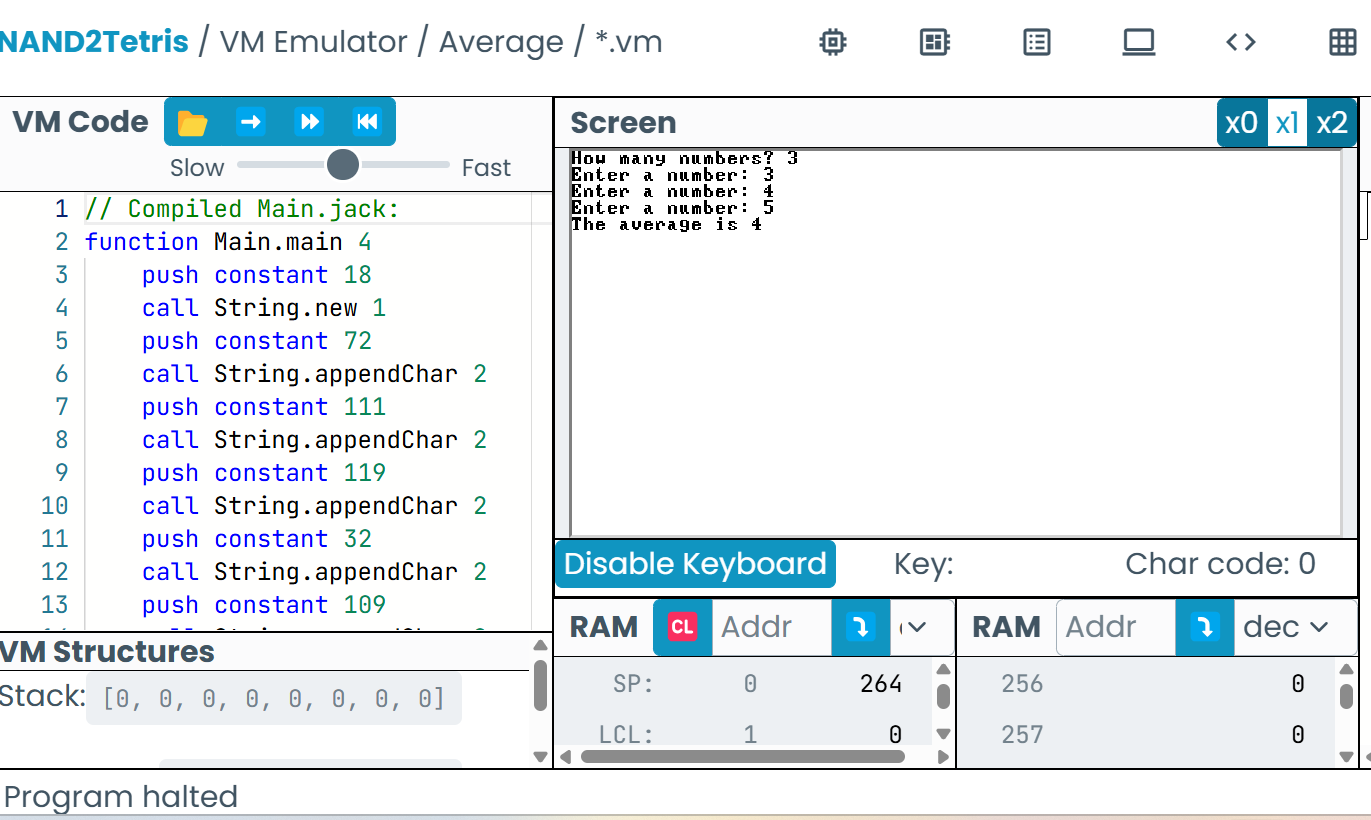 NAND2Tetris / VM Emulator / Average / *.vm
VM Code
Slow Fast
1 // Compiled Main.jack:
2 function Main.main 4
3 push constant 18
4 call String.new 1
5 push constant 72
6 call String.appendChar 2
7 push constant 111
8 call String.appendChar 2
9 push constant 119
10 call String.appendChar 2
11 push constant 32
12 call String.appendChar 2
13 push constant 109
VM Structures
Stack: [0, 0, 0, 0, 0, 0, 0, 0]
Screen x0 x1 x2
How many numbers? 3
Enter a number: 3
Enter a number: 4
Enter a number: 5
The average is 4
Disable Keyboard Key: Char code: 0
RAM CL Addr
SP: 0 264
LCL: 1 0
RAM Addr dec
256 0
257 0
Program halted